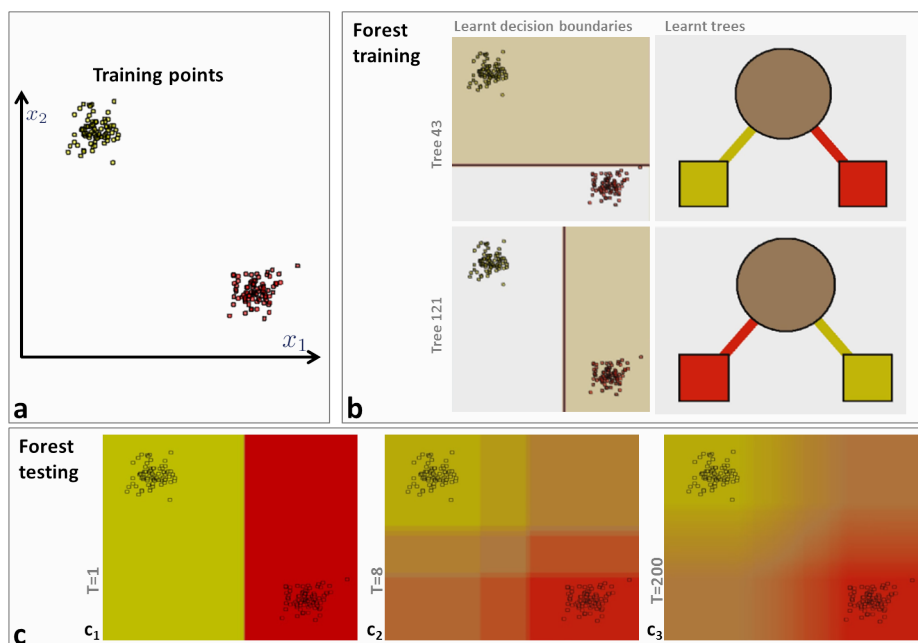 Training points
x₂
x₁
a
Forest training
Learnt decision boundaries
Learnt trees
Tree 43
Tree 121
b
Forest testing
T=1
c₁
T=8
c₂
T=200
c₃
c